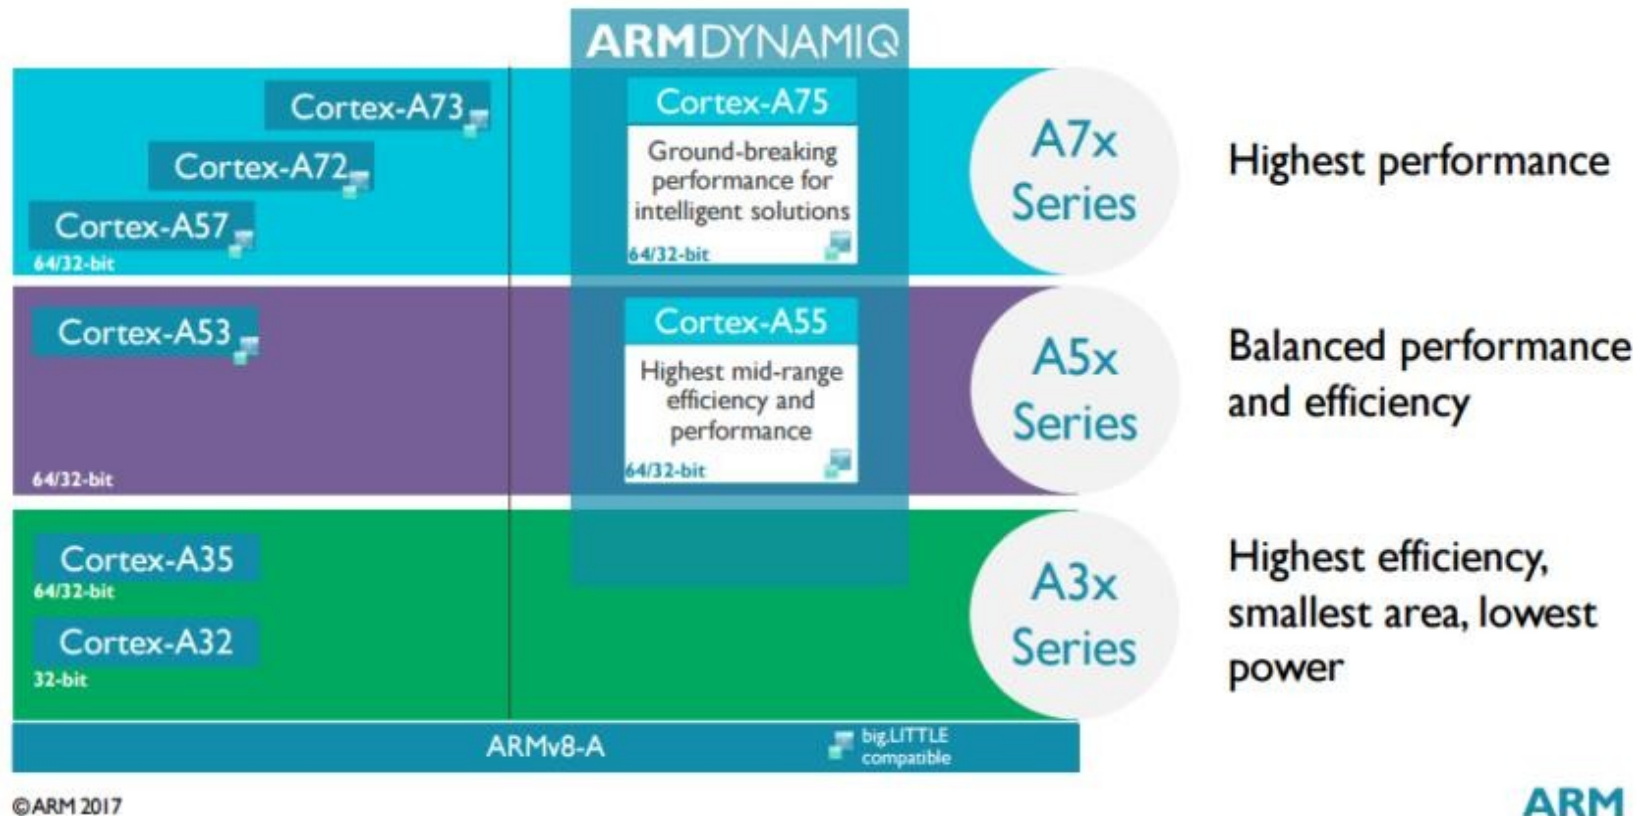 ARMDYNAMIQ
Cortex-A73
Cortex-A72
Cortex-A57
64/32-bit
Cortex-A75
Ground-breaking
performance for
intelligent solutions
64/32-bit
A7x
Series
Highest performance
Cortex-A53
64/32-bit
Cortex-A55
Highest mid-range
efficiency and
performance
64/32-bit
A5x
Series
Balanced performance
and efficiency
Cortex-A35
64/32-bit
Cortex-A32
32-bit
A3x
Series
Highest efficiency,
smallest area, lowest
power
ARMv8-A
big.LITTLE
compatible
©ARM 2017
ARM